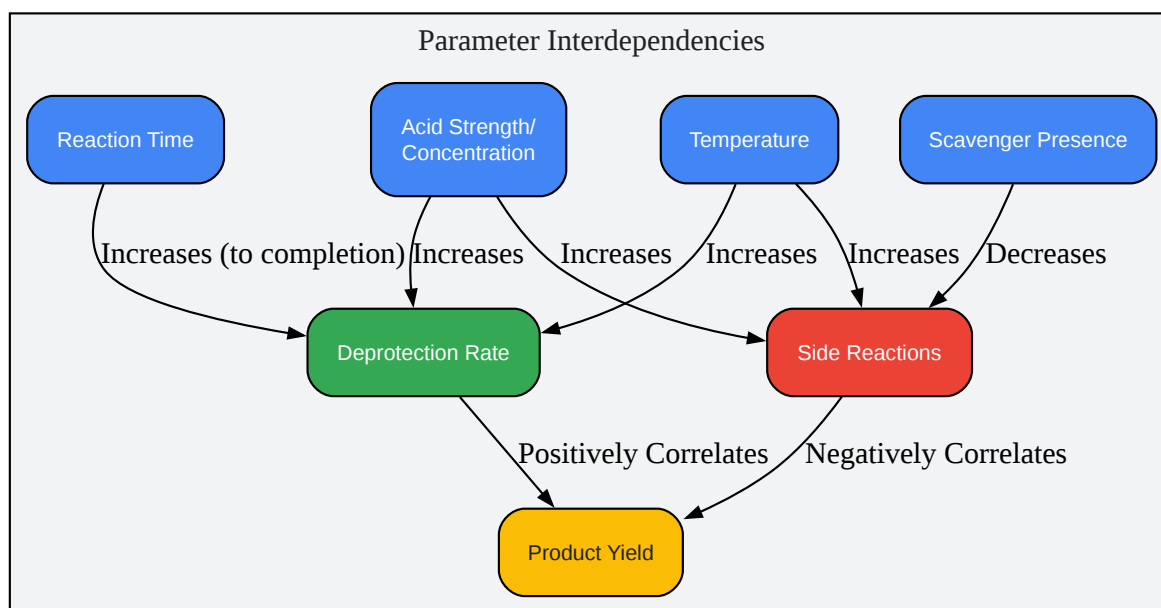 Parameter Interdependencies
Reaction Time
Acid Strength/
Concentration
Temperature
Scavenger Presence
Increases (to completion)
Increases
Increases
Increases
Increases
Decreases
Deprotection Rate
Side Reactions
Positively Correlates
Negatively Correlates
Product Yield